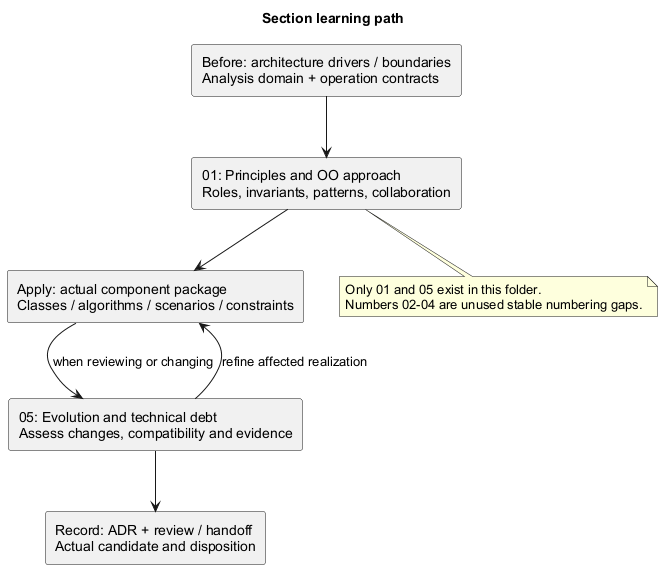 Section learning path
Before: architecture drivers / boundaries
Analysis domain + operation contracts
01: Principles and OO approach
Roles, invariants, patterns, collaboration
Apply: actual component package
Classes / algorithms / scenarios / constraints
Only 01 and 05 exist in this folder.
Numbers 02-04 are unused stable numbering gaps.
when reviewing or changing
refine affected realization
05: Evolution and technical debt
Assess changes, compatibility and evidence
Record: ADR + review / handoff
Actual candidate and disposition